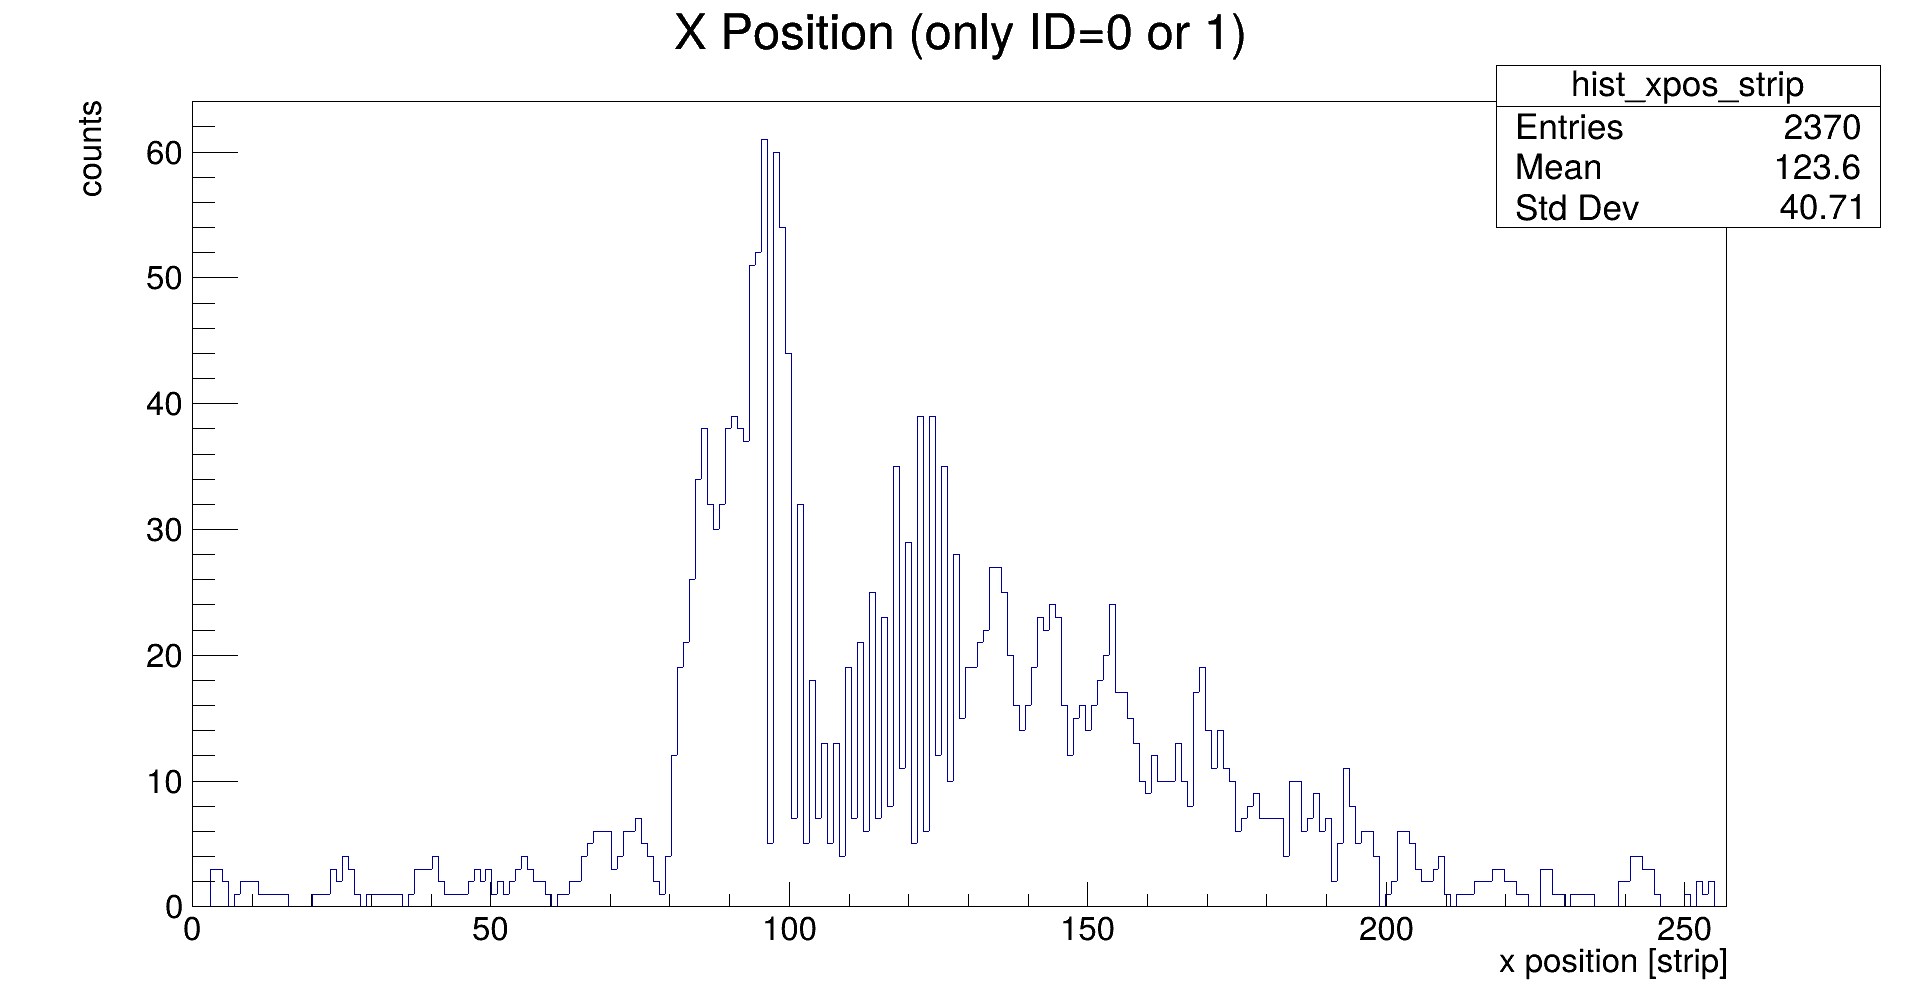 X Position (only ID=0 or 1)
hist_xpos_strip
Entries 2370
Mean 123.6
Std Dev 40.71
counts
60
50
40
30
20
10
0
0 50 100 150 200 250
x position [strip]